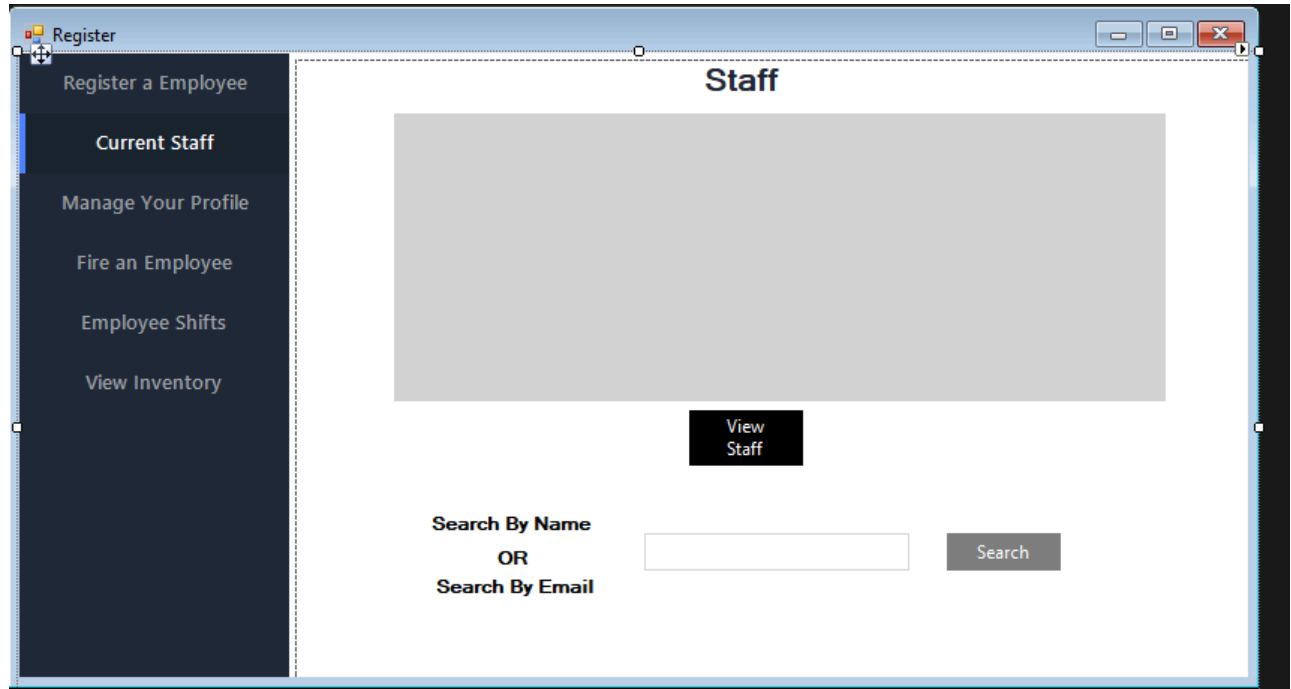 Register
Register a Employee
Current Staff
Manage Your Profile
Fire an Employee
Employee Shifts
View Inventory
Staff
View
Staff
Search By Name
OR
Search By Email
Search